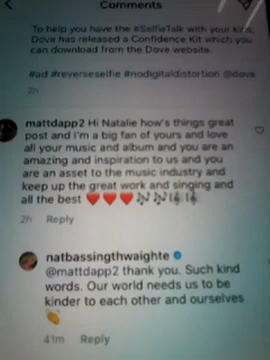 Comments
To help you have the #SelfieTalk with your kids,
Dove has released a Confidence Kit which you
can download from the Dove website.
#ad #reverseselfie #nodigitaldistortion @dove
2h
mattdapp2 Hi Natalie how's things great
post and I'm a big fan of yours and love
all your music and album and you are an
amazing and inspiration to us and you
are an asset to the music industry and
keep up the great work and singing and
all the best ❤️❤️❤️🎶🎶🎼🎼
2h Reply
natbassingthwaighte
@mattdapp2 thank you. Such kind
words. Our world needs us to be
kinder to each other and ourselves
👏
41m Reply